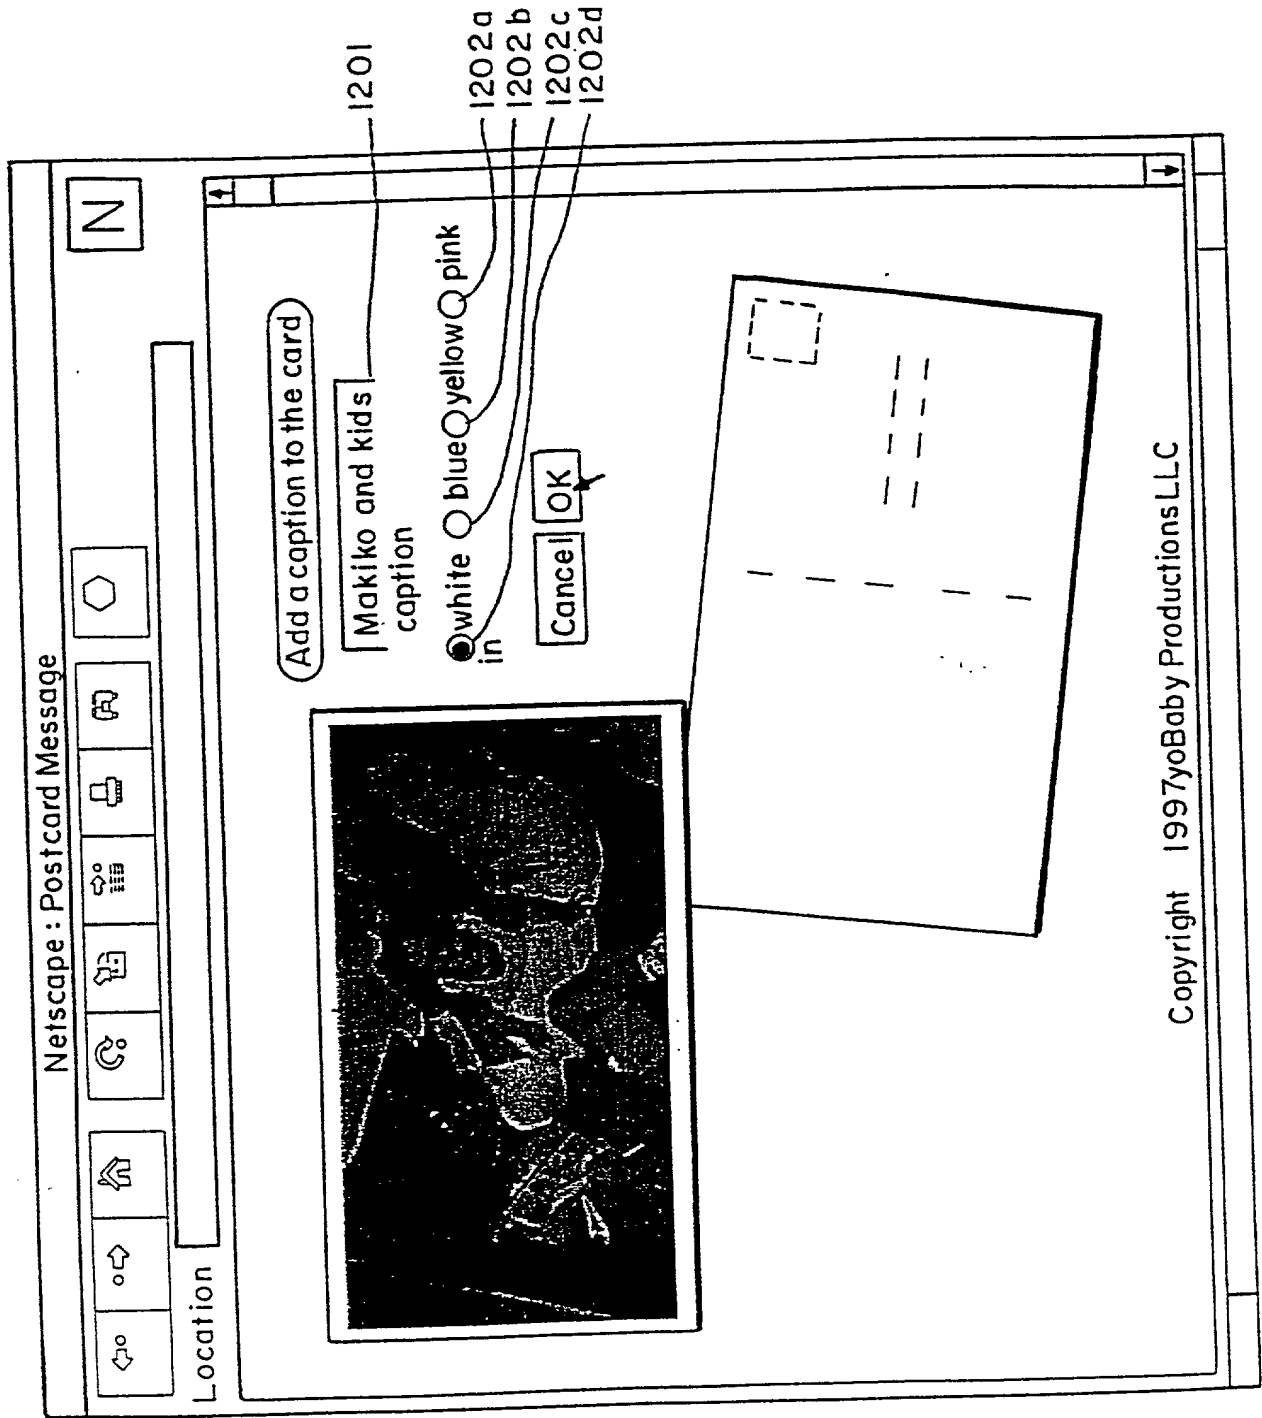 Netscape: Postcard Message
N
Location
Add a caption to the card
Makiko and kids
caption
white blue yellow pink
in
Cancel OK
1201
1202a
1202b
1202c
1202d
Copyright 1997yoBaby Productions LLC